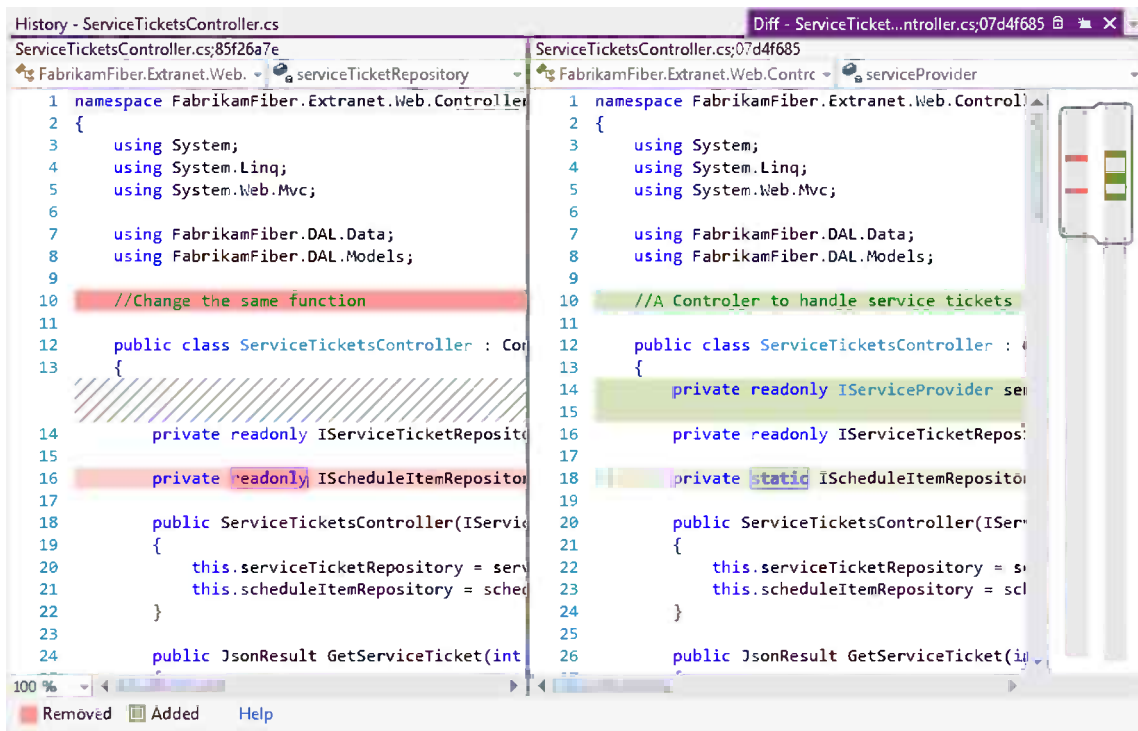 History - ServiceTicketsController.cs
Diff - ServiceTicket...ntroller.cs;07d4f685
ServiceTicketsController.cs;85f26a7e
FabrikamFiber.Extranet.Web.
serviceTicketRepository
1 namespace FabrikamFiber.Extranet.Web.Controller
2 {
3 using System;
4 using System.Linq;
5 using System.Web.Mvc;
6
7 using FabrikamFiber.DAL.Data;
8 using FabrikamFiber.DAL.Models;
9
10 //Change the same function
11
12 public class ServiceTicketsController : Con
13 {
14 private readonly IServiceTicketReposito
15
16 private readonly IScheduleItemRepositor
17
18 public ServiceTicketsController(IServic
19 {
20 this.serviceTicketRepository = serv
21 this.scheduleItemRepository = sched
22 }
23
24 public JsonResult GetServiceTicket(int
100 %
ServiceTicketsController.cs;07d4f685
FabrikamFiber.Extranet.Web.Contrc
serviceProvider
1 namespace FabrikamFiber.Extranet.Web.Controll
2 {
3 using System;
4 using System.Linq;
5 using System.Web.Mvc;
6
7 using FabrikamFiber.DAL.Data;
8 using FabrikamFiber.DAL.Models;
9
10 //A Controler to handle service tickets
11
12 public class ServiceTicketsController :
13 {
14 private readonly IServiceProvider ser
15
16 private readonly IServiceTicketRepos
17
18 private static IScheduleItemRepositor
19
20 public ServiceTicketsController(ISer
21 {
22 this.serviceTicketRepository = s
23 this.scheduleItemRepository = scl
24 }
25
26 public JsonResult GetServiceTicket(i
Removed Added Help